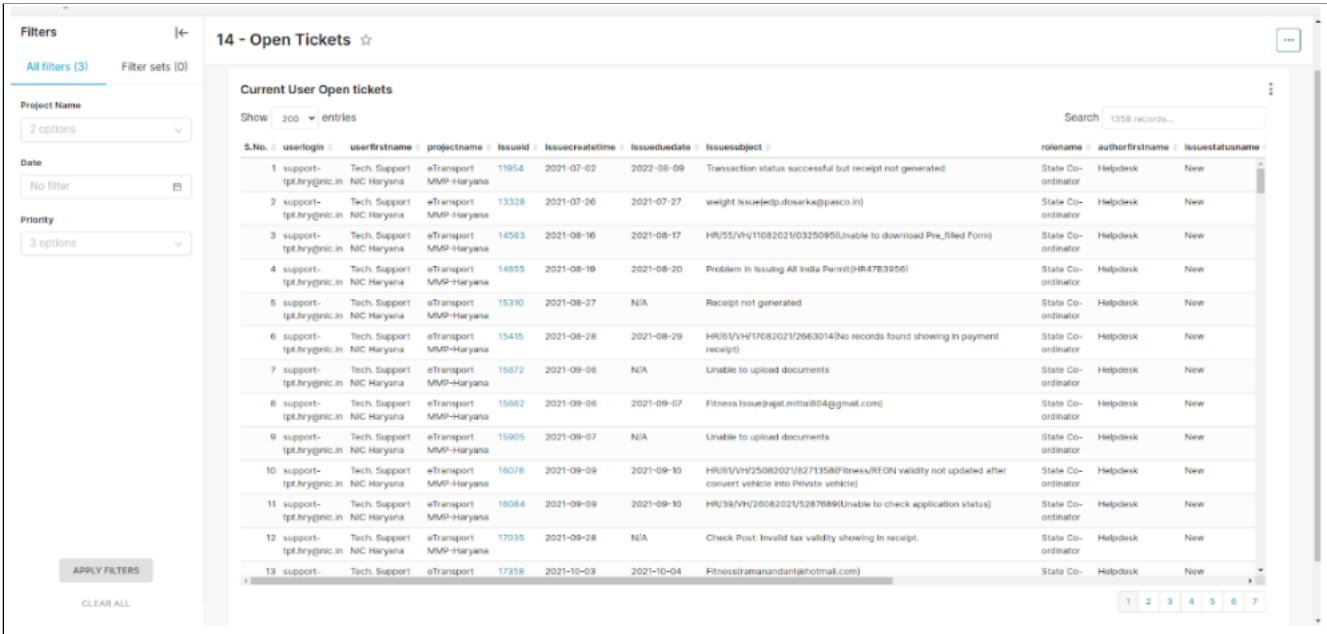 Filters
All filters (3) Filter sets (0)
Project Name
2 options
Date
No filter
Priority
3 options
APPLY FILTERS
CLEAR ALL
14 - Open Tickets
Current User Open tickets
Show 200 entries Search 1358 records...
S.No. userlogin userfirstname projectname issueid issuecreatetime issueduedate issuesubject rolename authorfirstname issuestatusname
1 support- Tech. Support eTransport 11954 2021-07-02 2022-08-09 Transaction status successful but receipt not generated State Co- Helpdesk New
tpt.hry@nic.in NIC Haryana MMP-Haryana ordinator
2 support- Tech. Support eTransport 13328 2021-07-26 2021-07-27 weight issue(edp.dosarka@pasco.in) State Co- Helpdesk New
tpt.hry@nic.in NIC Haryana MMP-Haryana ordinator
3 support- Tech. Support eTransport 14563 2021-08-16 2021-08-17 HR/55/VH/11082021/0325095(Unable to download Pre_filled Form) State Co- Helpdesk New
tpt.hry@nic.in NIC Haryana MMP-Haryana ordinator
4 support- Tech. Support eTransport 14855 2021-08-19 2021-08-20 Problem in Issuing All India Permit(HR47B3956) State Co- Helpdesk New
tpt.hry@nic.in NIC Haryana MMP-Haryana ordinator
5 support- Tech. Support eTransport 15310 2021-08-27 N/A Receipt not generated State Co- Helpdesk New
tpt.hry@nic.in NIC Haryana MMP-Haryana ordinator
6 support- Tech. Support eTransport 15415 2021-08-28 2021-08-29 HR/61/VH/17082021/2663014(No records found showing in payment State Co- Helpdesk New
tpt.hry@nic.in NIC Haryana MMP-Haryana receipt) ordinator
7 support- Tech. Support eTransport 15872 2021-09-06 N/A Unable to upload documents State Co- Helpdesk New
tpt.hry@nic.in NIC Haryana MMP-Haryana ordinator
8 support- Tech. Support eTransport 15882 2021-09-06 2021-09-07 Fitness Issue(rajat.mittal804@gmail.com) State Co- Helpdesk New
tpt.hry@nic.in NIC Haryana MMP-Haryana ordinator
9 support- Tech. Support eTransport 15905 2021-09-07 N/A Unable to upload documents State Co- Helpdesk New
tpt.hry@nic.in NIC Haryana MMP-Haryana ordinator
10 support- Tech. Support eTransport 16078 2021-09-09 2021-09-10 HR/81/VH/25082021/8271358(Fitness/REGN validity not updated after State Co- Helpdesk New
tpt.hry@nic.in NIC Haryana MMP-Haryana convert vehicle into Private vehicle) ordinator
11 support- Tech. Support eTransport 16084 2021-09-09 2021-09-10 HR/39/VH/26082021/5287689(Unable to check application status) State Co- Helpdesk New
tpt.hry@nic.in NIC Haryana MMP-Haryana ordinator
12 support- Tech. Support eTransport 17035 2021-09-28 N/A Check Post: Invalid tax validity showing in receipt. State Co- Helpdesk New
tpt.hry@nic.in NIC Haryana MMP-Haryana ordinator
13 support- Tech. Support eTransport 17358 2021-10-03 2021-10-04 Fitness(ramanandant@hotmail.com) State Co- Helpdesk New
1 2 3 4 5 6 7